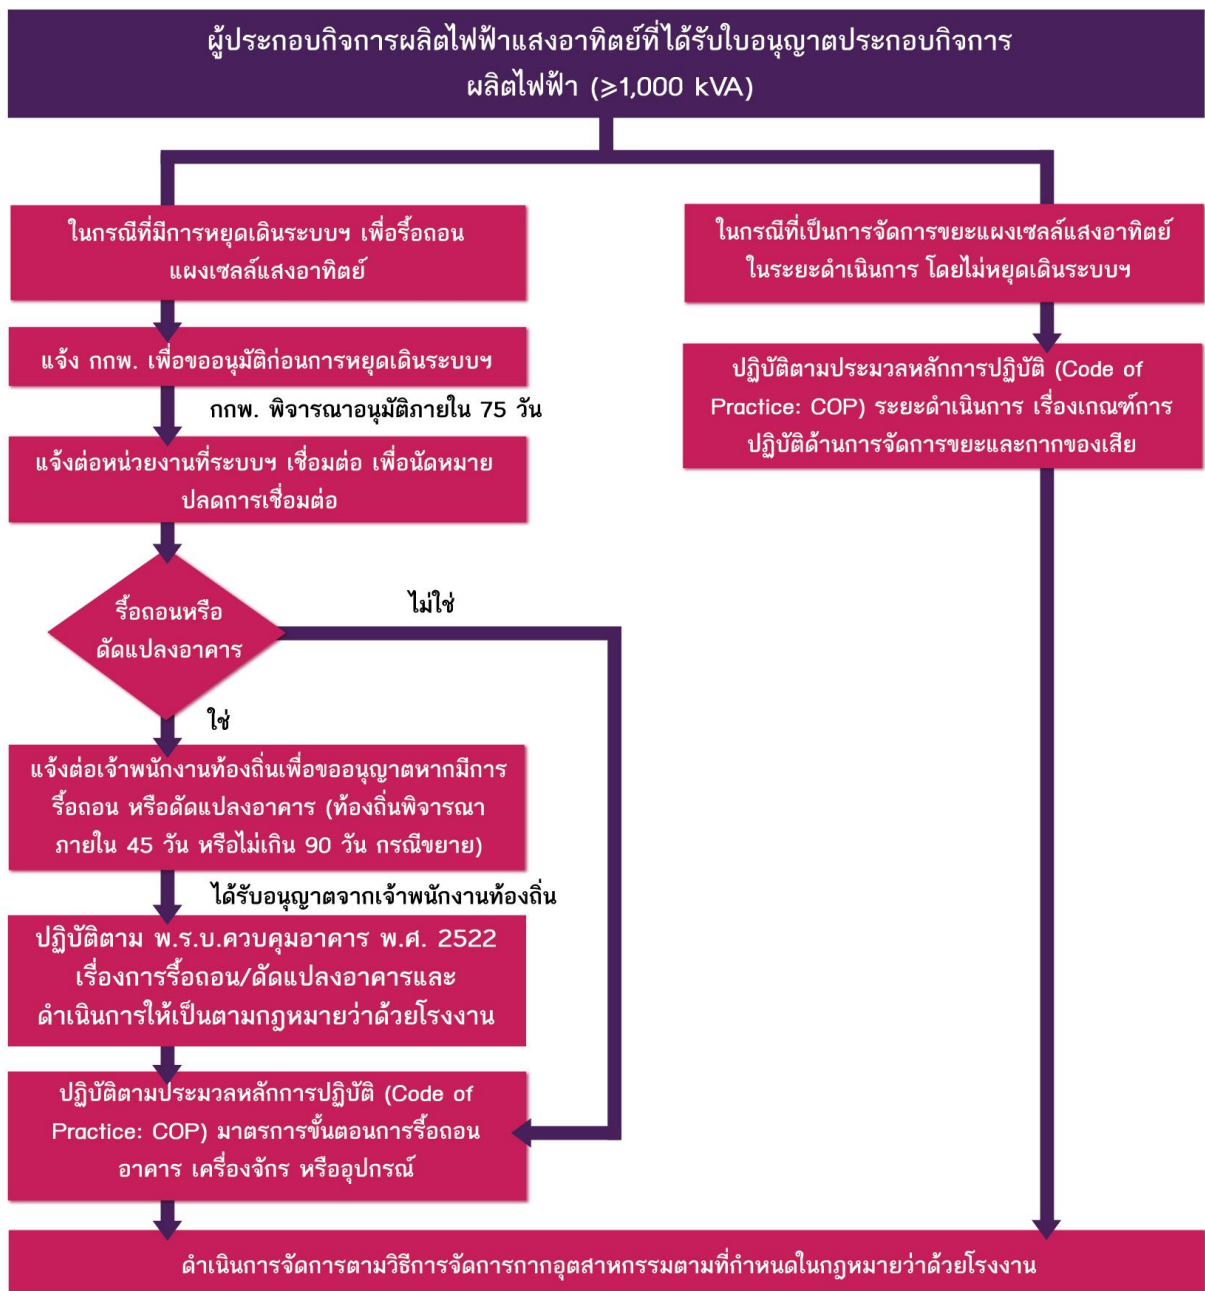 ผู้ประกอบกิจการผลิตไฟฟ้าแสงอาทิตย์ที่ได้รับใบอนุญาตประกอบกิจการ
ผลิตไฟฟ้า (⩾1,000 kVA)
ในกรณีที่มีการหยุดเดินระบบฯ เพื่อรื้อถอน
แผงเซลล์แสงอาทิตย์
แจ้ง กกพ. เพื่อขออนุมัติก่อนการหยุดเดินระบบฯ
กกพ. พิจารณาอนุมัติภายใน 75 วัน
แจ้งต่อหน่วยงานที่ระบบฯ เชื่อมต่อ เพื่อนัดหมาย
ปลดการเชื่อมต่อ
รื้อถอนหรือ
ดัดแปลงอาคาร
ไม่ใช่
ใช่
แจ้งต่อเจ้าพนักงานท้องถิ่นเพื่อขออนุญาตหากมีการ
รื้อถอน หรือดัดแปลงอาคาร (ท้องถิ่นพิจารณา
ภายใน 45 วัน หรือไม่เกิน 90 วัน กรณีขยาย)
ได้รับอนุญาตจากเจ้าพนักงานท้องถิ่น
ปฏิบัติตาม พ.ร.บ.ควบคุมอาคาร พ.ศ. 2522
เรื่องการรื้อถอน/ดัดแปลงอาคารและ
ดำเนินการให้เป็นตามกฎหมายว่าด้วยโรงงาน
ปฏิบัติตามประมวลหลักการปฏิบัติ (Code of
Practice: COP) มาตรการขั้นตอนการรื้อถอน
อาคาร เครื่องจักร หรืออุปกรณ์
ในกรณีที่เป็นการจัดการขยะแผงเซลล์แสงอาทิตย์
ในระยะดำเนินการ โดยไม่หยุดเดินระบบฯ
ปฏิบัติตามประมวลหลักการปฏิบัติ (Code of
Practice: COP) ระยะดำเนินการ เรื่องเกณฑ์การ
ปฏิบัติด้านการจัดการขยะและกากของเสีย
ดำเนินการจัดการตามวิธีการจัดการกากอุตสาหกรรมตามที่กำหนดในกฎหมายว่าด้วยโรงงาน